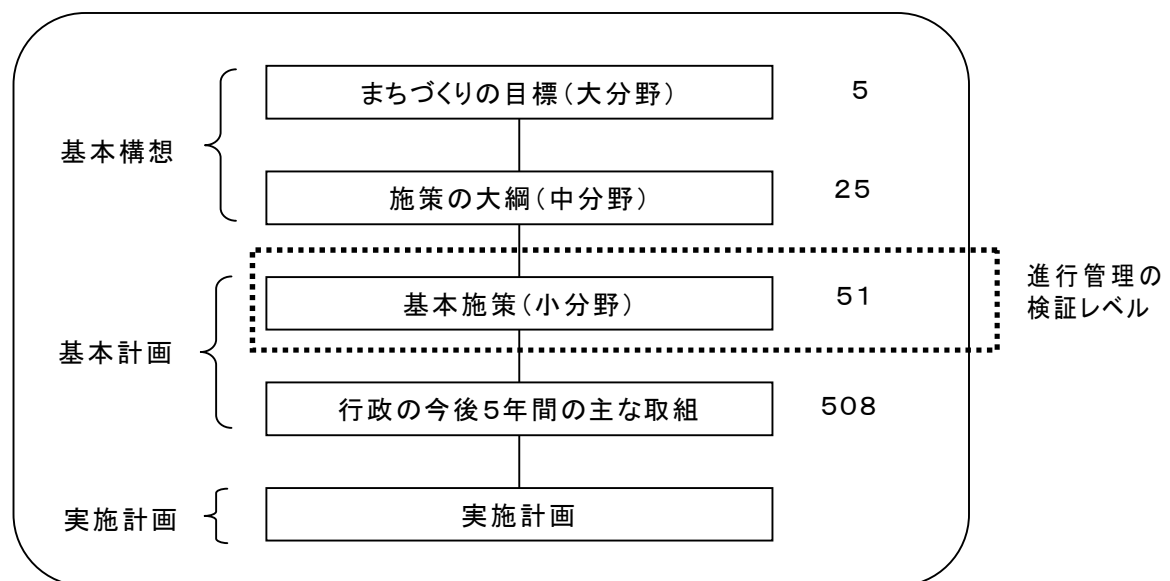 まちづくりの目標(大分野)
5
基本構想
施策の大綱(中分野)
25
基本施策(小分野)
51
進行管理の
検証レベル
基本計画
行政の今後5年間の主な取組
508
実施計画
実施計画